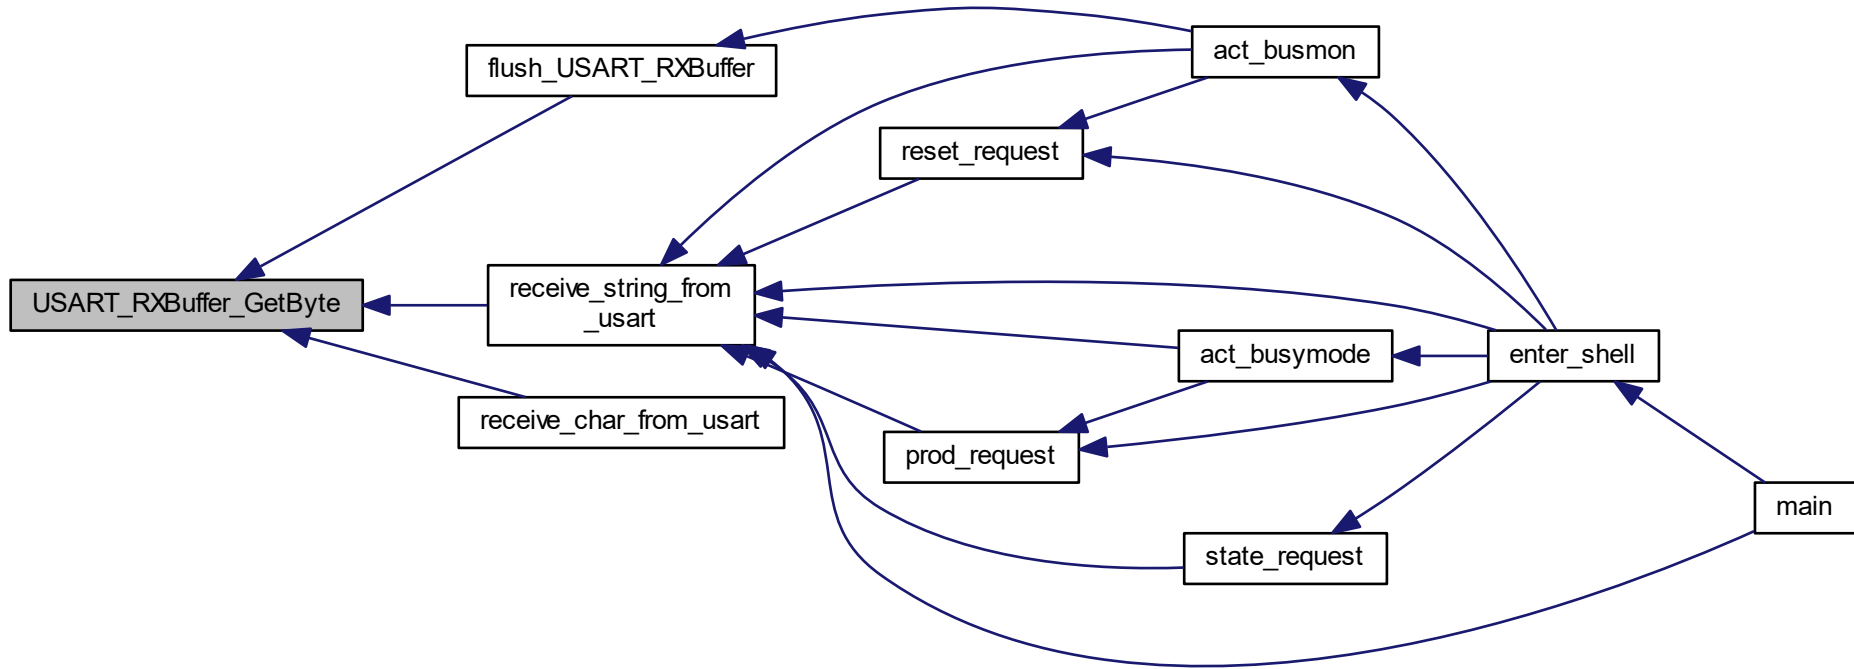 flush_USART_RXBuffer
act_busmon
reset_request
USART_RXBuffer_GetByte
receive_string_from
_usart
act_busymode
enter_shell
receive_char_from_usart
prod_request
main
state_request